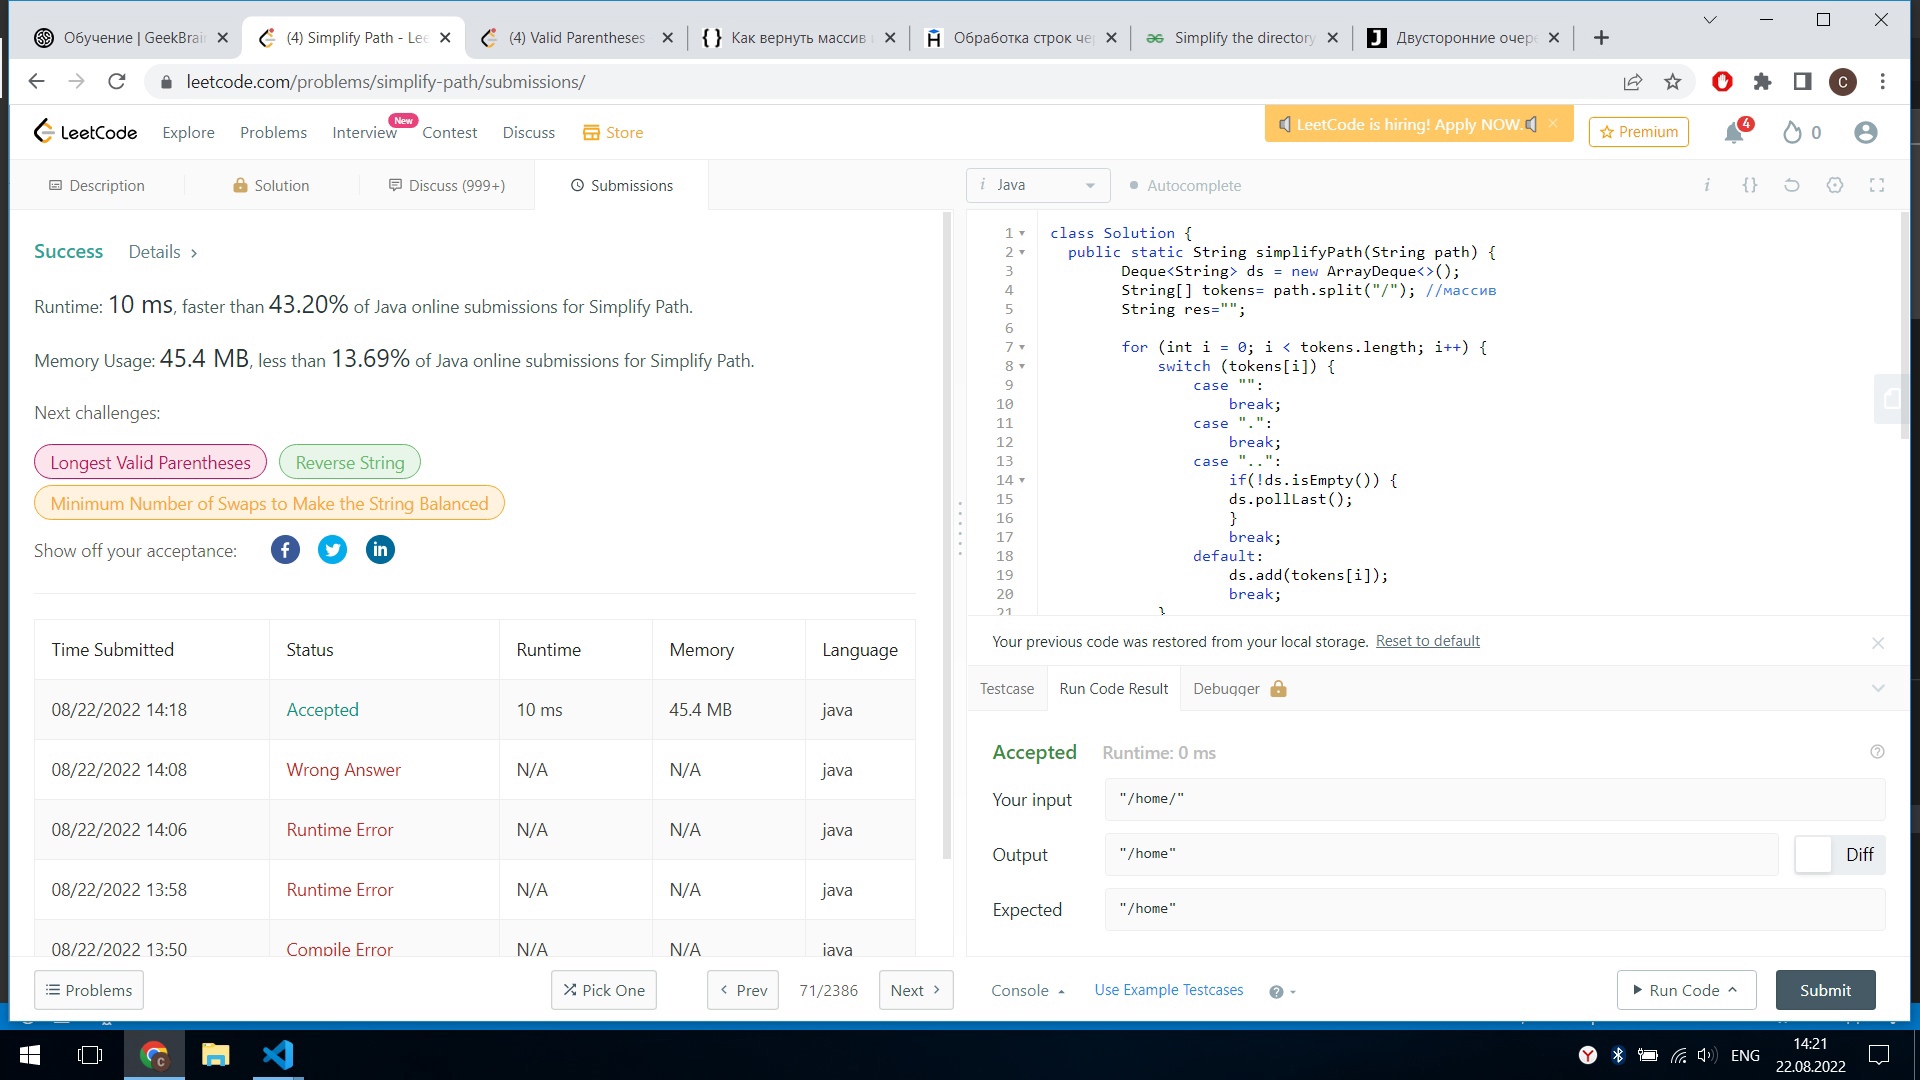 Обучение | GeekBrai
(4) Simplify Path - Lee
(4) Valid Parentheses
Как вернуть массив
Обработка строк че
Simplify the directory
Двусторонние очере
leetcode.com/problems/simplify-path/submissions/
C
LeetCode
Explore
Problems
Interview
New
Contest
Discuss
Store
LeetCode is hiring! Apply NOW.
Premium
4
0
Description
Solution
Discuss (999+)
Submissions
i Java
Autocomplete
Success
Details >
Runtime: 10 ms, faster than 43.20% of Java online submissions for Simplify Path.
Memory Usage: 45.4 MB, less than 13.69% of Java online submissions for Simplify Path.
Next challenges:
Longest Valid Parentheses
Reverse String
Minimum Number of Swaps to Make the String Balanced
Show off your acceptance:
Time Submitted Status Runtime Memory Language
08/22/2022 14:18 Accepted 10 ms 45.4 MB java
08/22/2022 14:08 Wrong Answer N/A N/A java
08/22/2022 14:06 Runtime Error N/A N/A java
08/22/2022 13:58 Runtime Error N/A N/A java
08/22/2022 13:50 Compile Error N/A N/A java
1 class Solution {
2 public static String simplifyPath(String path) {
3 Deque<String> ds = new ArrayDeque<>();
4 String[] tokens= path.split("/"); //массив
5 String res="";
6
7 for (int i = 0; i < tokens.length; i++) {
8 switch (tokens[i]) {
9 case "":
10 break;
11 case ".":
12 break;
13 case "..":
14 if(!ds.isEmpty()) {
15 ds.pollLast();
16 }
17 break;
18 default:
19 ds.add(tokens[i]);
20 break;
21 }
Your previous code was restored from your local storage. Reset to default
Testcase
Run Code Result
Debugger
Accepted
Runtime: 0 ms
Your input
"/home/"
Output
"/home"
Diff
Expected
"/home"
Problems
Pick One
Prev
71/2386
Next
Console
Use Example Testcases
Run Code
Submit
ENG
14:21
22.08.2022